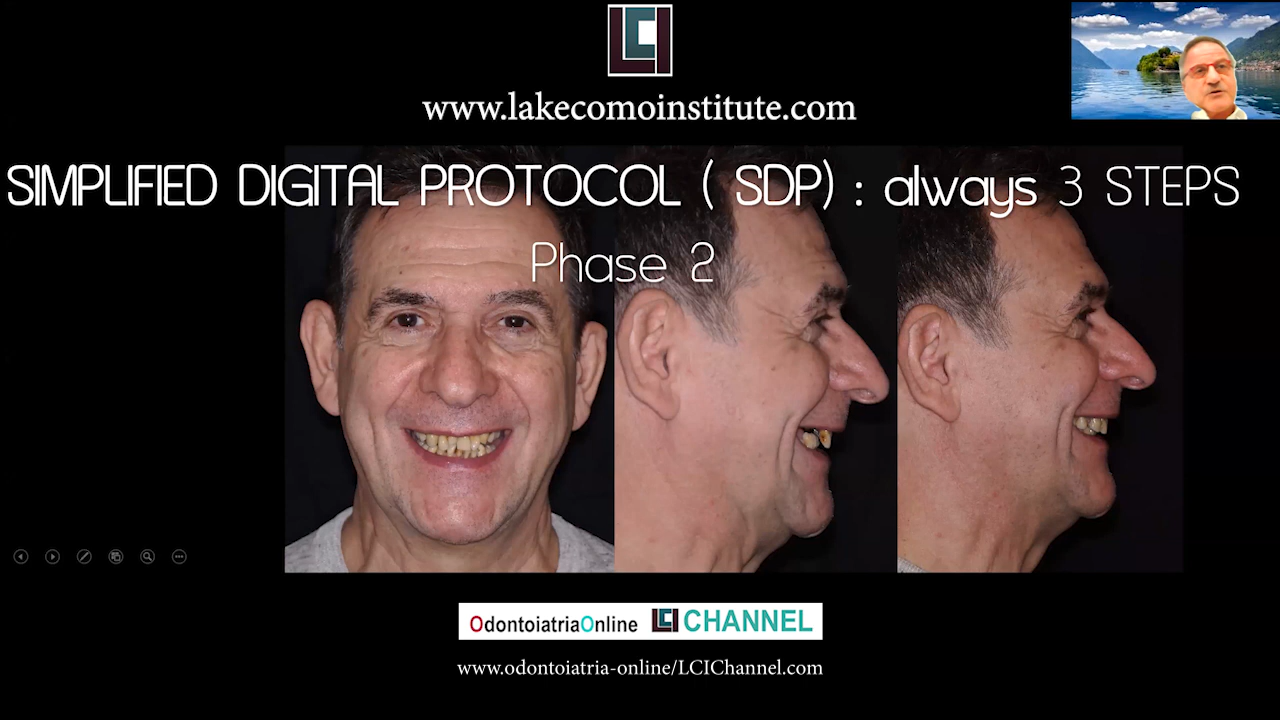 LCI
www.lakecomoinstitute.com
SIMPLIFIED DIGITAL PROTOCOL ( SDP) : always 3 STEPS
Phase 2
OdontoiatriaOnline LCI CHANNEL
www.odontoiatria-online/LCIChannel.com